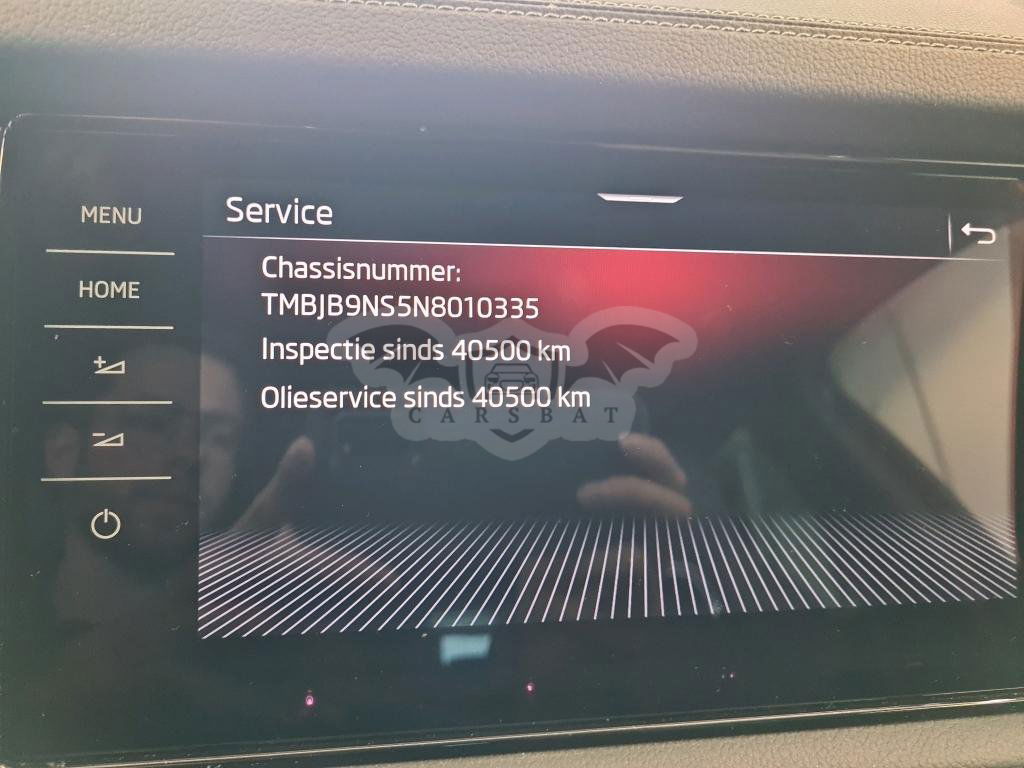 MENU
HOME
Service
Chassisnummer:
TMBJB9NS5N8010335
Inspectie sinds 40500 km
Olieservice sinds 40500 km
CARSBAT